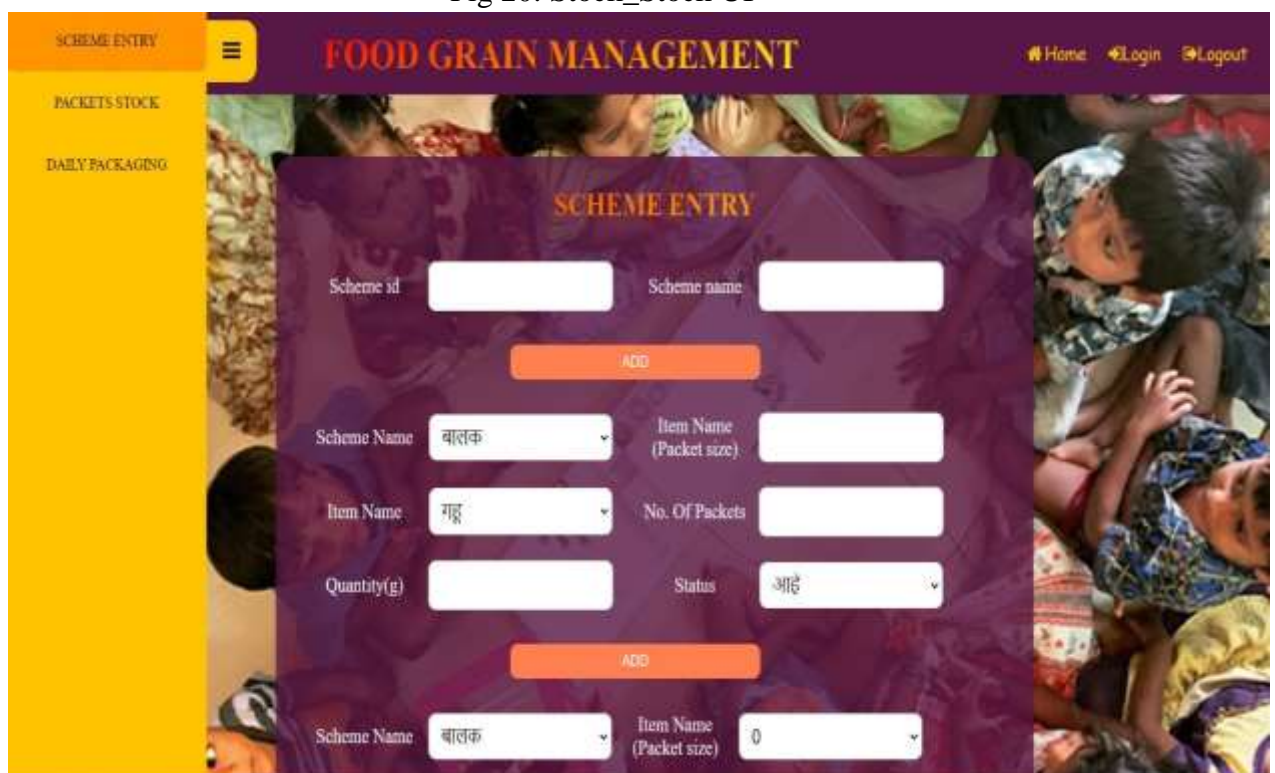 SCHEME ENTRY
PACKETS STOCK
DAILY PACKAGING
FOOD GRAIN MANAGEMENT
Home Login Logout
SCHEME ENTRY
Scheme id Scheme name
ADD
Scheme Name बालक Item Name
(Packet size)
Item Name गहू No. Of Packets
Quantity(g) Status आहे
ADD
Scheme Name बालक Item Name
(Packet size) 0